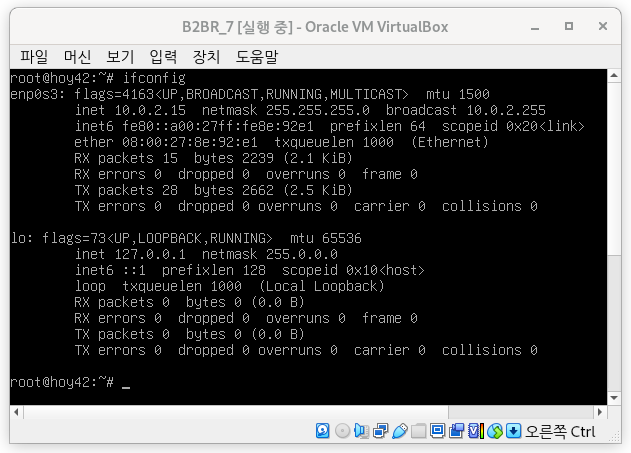 B2BR_7 [실행 중] - Oracle VM VirtualBox
파일 머신 보기 입력 장치 도움말
root@hoy42:~# ifconfig
enp0s3: flags=4163<UP,BROADCAST,RUNNING,MULTICAST>  mtu 1500
        inet 10.0.2.15  netmask 255.255.255.0  broadcast 10.0.2.255
        inet6 fe80::a00:27ff:fe8e:92e1  prefixlen 64  scopeid 0x20<link>
        ether 08:00:27:8e:92:e1  txqueuelen 1000  (Ethernet)
        RX packets 15  bytes 2239 (2.1 KiB)
        RX errors 0  dropped 0  overruns 0  frame 0
        TX packets 28  bytes 2662 (2.5 KiB)
        TX errors 0  dropped 0 overruns 0  carrier 0  collisions 0
lo: flags=73<UP,LOOPBACK,RUNNING>  mtu 65536
        inet 127.0.0.1  netmask 255.0.0.0
        inet6 ::1  prefixlen 128  scopeid 0x10<host>
        loop  txqueuelen 1000  (Local Loopback)
        RX packets 0  bytes 0 (0.0 B)
        RX errors 0  dropped 0  overruns 0  frame 0
        TX packets 0  bytes 0 (0.0 B)
        TX errors 0  dropped 0 overruns 0  carrier 0  collisions 0
root@hoy42:~# _
오른쪽 Ctrl